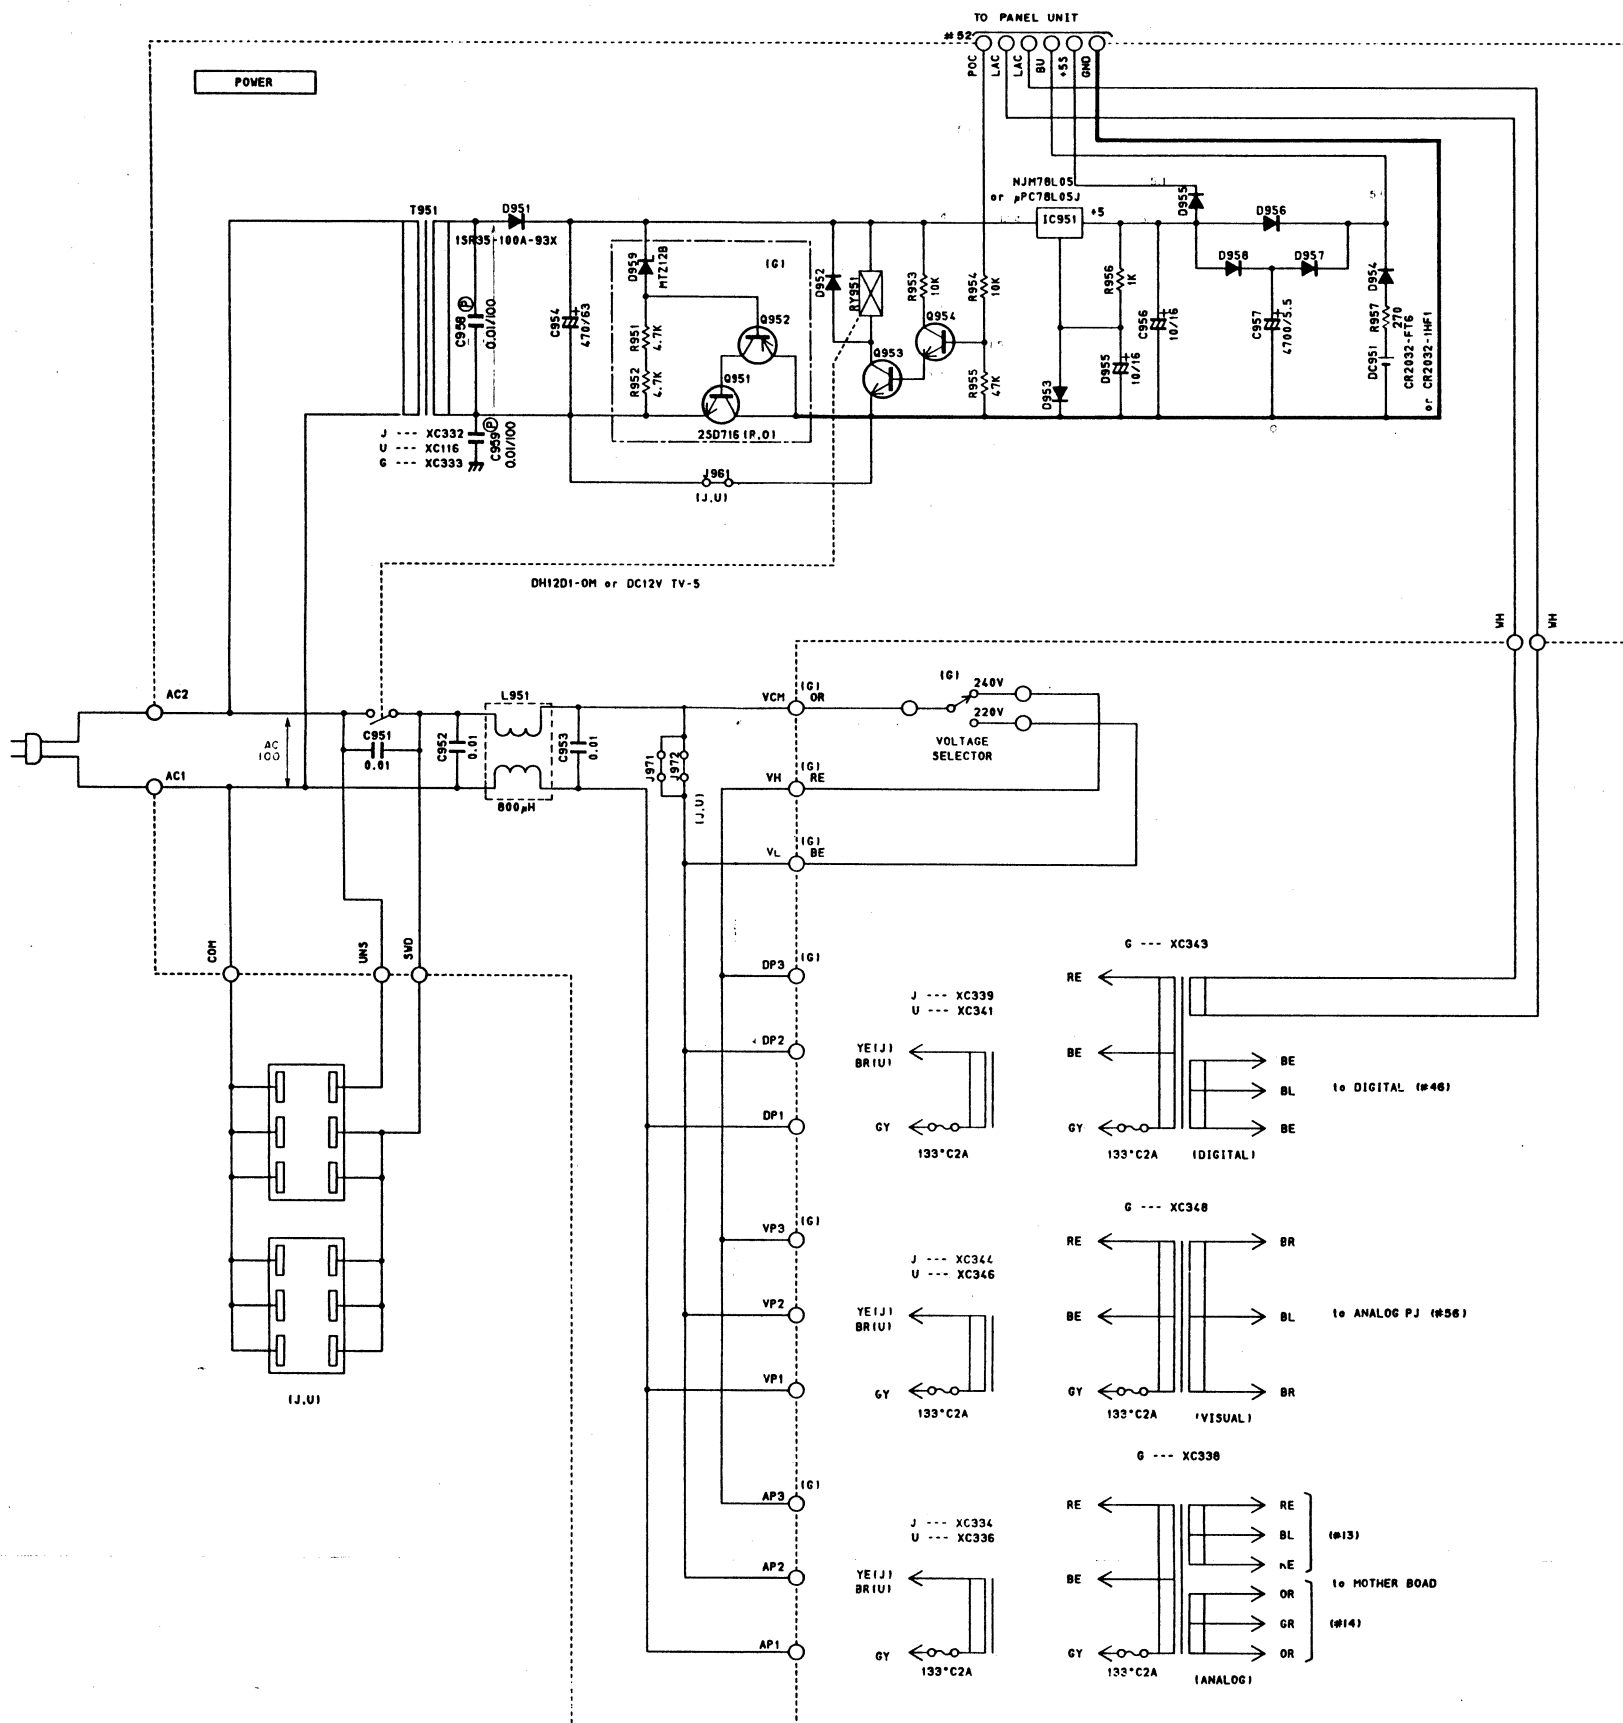 TO PANEL UNIT
#52
POC
LAC
LAC
BU
+5S
GND
POWER
NJM78L05
or μPC78L05J
IC951
+5
D955
D956
D958
D957
D954
R957
270
DC951
CR2032-FT6
or CR2032-1HF1
T951
D951
1SR35-100A-93X
C958
P
0.01/100
C959
P
0.01/100
J --- XC332
U --- XC116
G --- XC333
C954
470/63
D959
MTZ12B
(G)
R951
4.7K
R952
4.7K
Q952
Q951
2SD716(R,O)
J961
(J,U)
D952
RY951
Q953
R953
10K
Q954
R954
10K
R955
47K
D953
R956
1K
D955
10/16
C956
10/16
C957
4700/5.5
DH12D1-OM or DC12V TV-5
WH
WH
AC2
AC1
AC
100
C951
0.01
C952
0.01
L951
800μH
C953
0.01
J971
J972
(J,U)
VCM
(G)
OR
(G)
240V
220V
VOLTAGE
SELECTOR
VH
(G)
RE
VL
(G)
BE
COM
UNS
SWD
(J,U)
DP3
(G)
DP2
DP1
J --- XC339
U --- XC341
YE(J)
BR(U)
GY
133°C2A
G --- XC343
RE
BE
GY
133°C2A
(DIGITAL)
BE
BL
BE
to DIGITAL (#46)
VP3
(G)
VP2
VP1
J --- XC344
U --- XC346
YE(J)
BR(U)
GY
133°C2A
G --- XC348
RE
BE
GY
133°C2A
(VISUAL)
BR
BL
BR
to ANALOG PJ (#56)
AP3
(G)
AP2
AP1
J --- XC334
U --- XC336
YE(J)
BR(U)
GY
133°C2A
G --- XC338
RE
BE
GY
133°C2A
(ANALOG)
RE
BL
RE
(#13)
to MOTHER BOAD
OR
GR
OR
(#14)